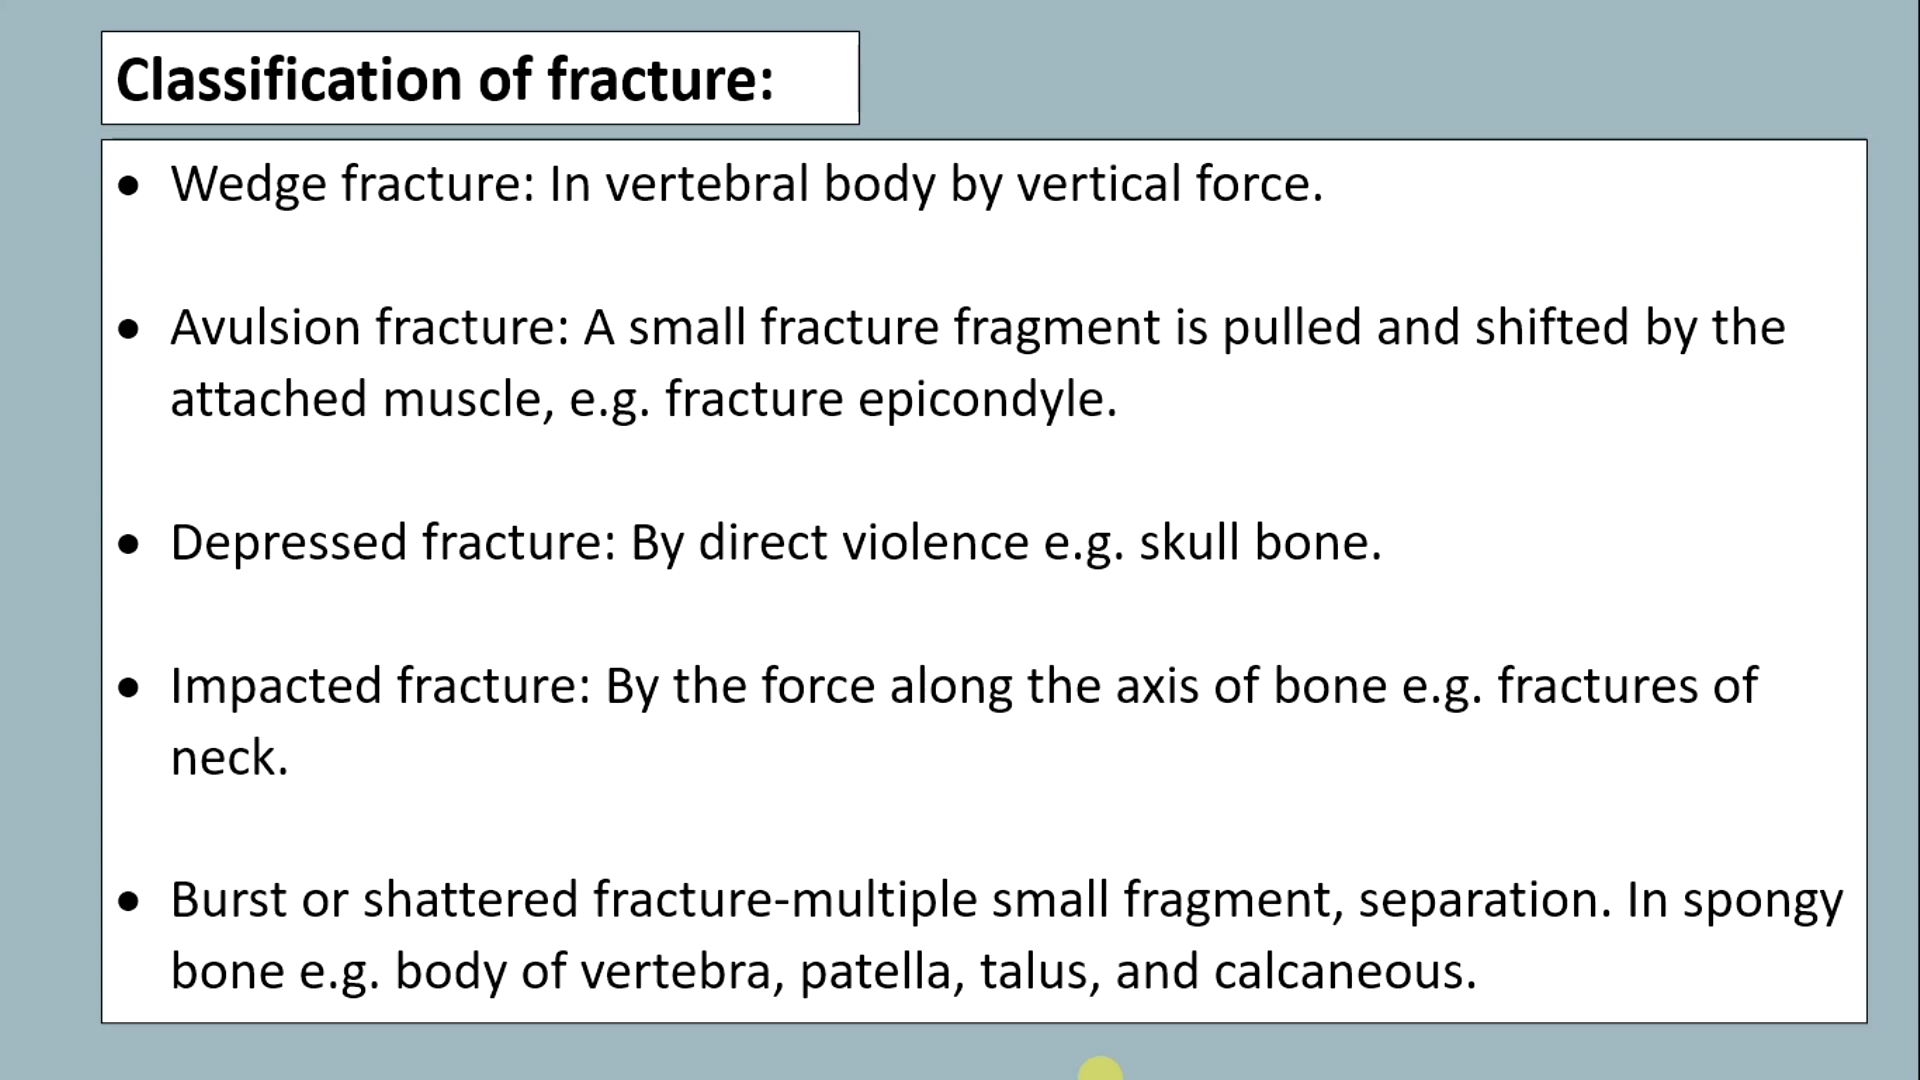 Classification of fracture:
• Wedge fracture: In vertebral body by vertical force.
• Avulsion fracture: A small fracture fragment is pulled and shifted by the
attached muscle, e.g. fracture epicondyle.
• Depressed fracture: By direct violence e.g. skull bone.
• Impacted fracture: By the force along the axis of bone e.g. fractures of
neck.
• Burst or shattered fracture-multiple small fragment, separation. In spongy
bone e.g. body of vertebra, patella, talus, and calcaneous.